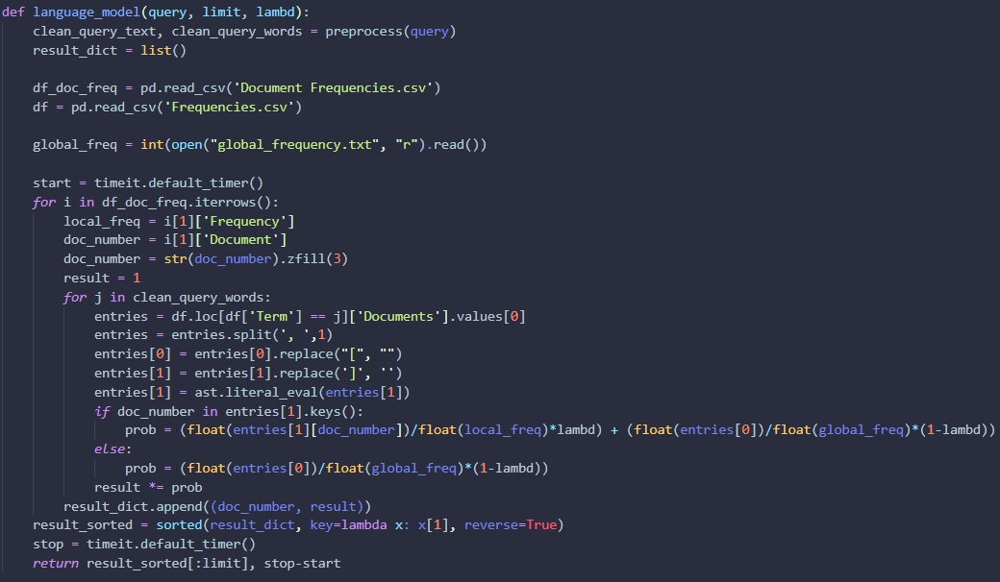 def language_model(query, limit, lambd):
    clean_query_text, clean_query_words = preprocess(query)
    result_dict = list()

    df_doc_freq = pd.read_csv('Document Frequencies.csv')
    df = pd.read_csv('Frequencies.csv')

    global_freq = int(open("global_frequency.txt", "r").read())

    start = timeit.default_timer()
    for i in df_doc_freq.iterrows():
        local_freq = i[1]['Frequency']
        doc_number = i[1]['Document']
        doc_number = str(doc_number).zfill(3)
        result = 1
        for j in clean_query_words:
            entries = df.loc[df['Term'] == j]['Documents'].values[0]
            entries = entries.split(', ',1)
            entries[0] = entries[0].replace("[", "")
            entries[1] = entries[1].replace(']', '')
            entries[1] = ast.literal_eval(entries[1])
            if doc_number in entries[1].keys():
                prob = (float(entries[1][doc_number])/float(local_freq)*lambd) + (float(entries[0])/float(global_freq)*(1-lambd))
            else:
                prob = (float(entries[0])/float(global_freq)*(1-lambd))
            result *= prob
        result_dict.append((doc_number, result))
    result_sorted = sorted(result_dict, key=lambda x: x[1], reverse=True)
    stop = timeit.default_timer()
    return result_sorted[:limit], stop-start